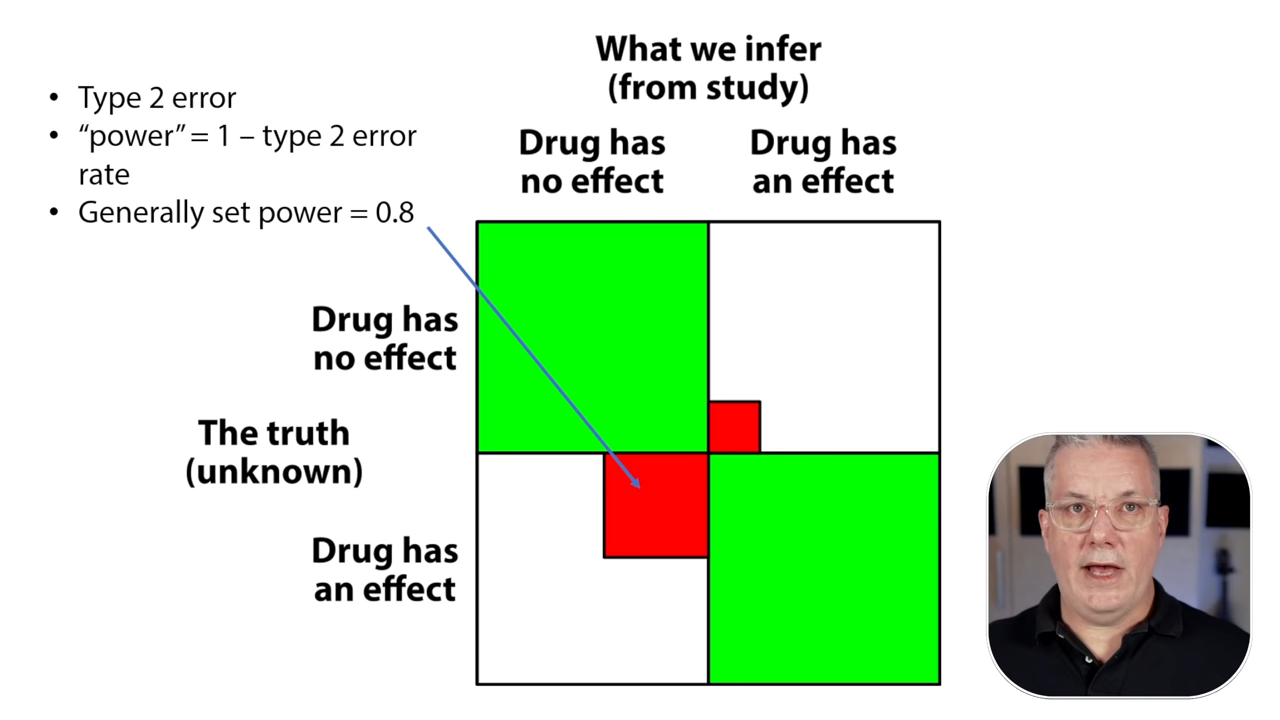 What we infer
(from study)
• Type 2 error
• “power” = 1 – type 2 error
rate
• Generally set power = 0.8
Drug has
no effect
Drug has
an effect
Drug has
no effect
The truth
(unknown)
Drug has
an effect